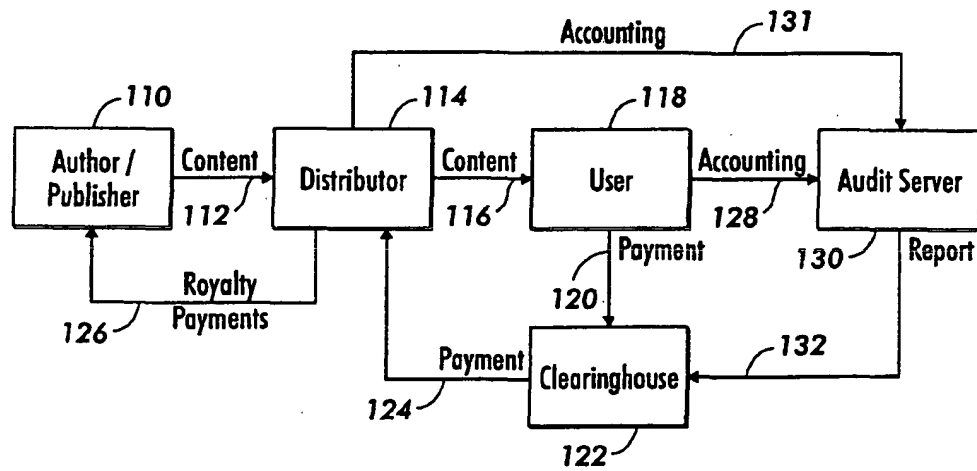 Accounting
131
110
114
118
Author /
Publisher
Content
112
Distributor
Content
116
User
Accounting
128
Audit Server
130
Report
Payment
120
Royalty
Payments
126
Payment
124
Clearinghouse
122
132